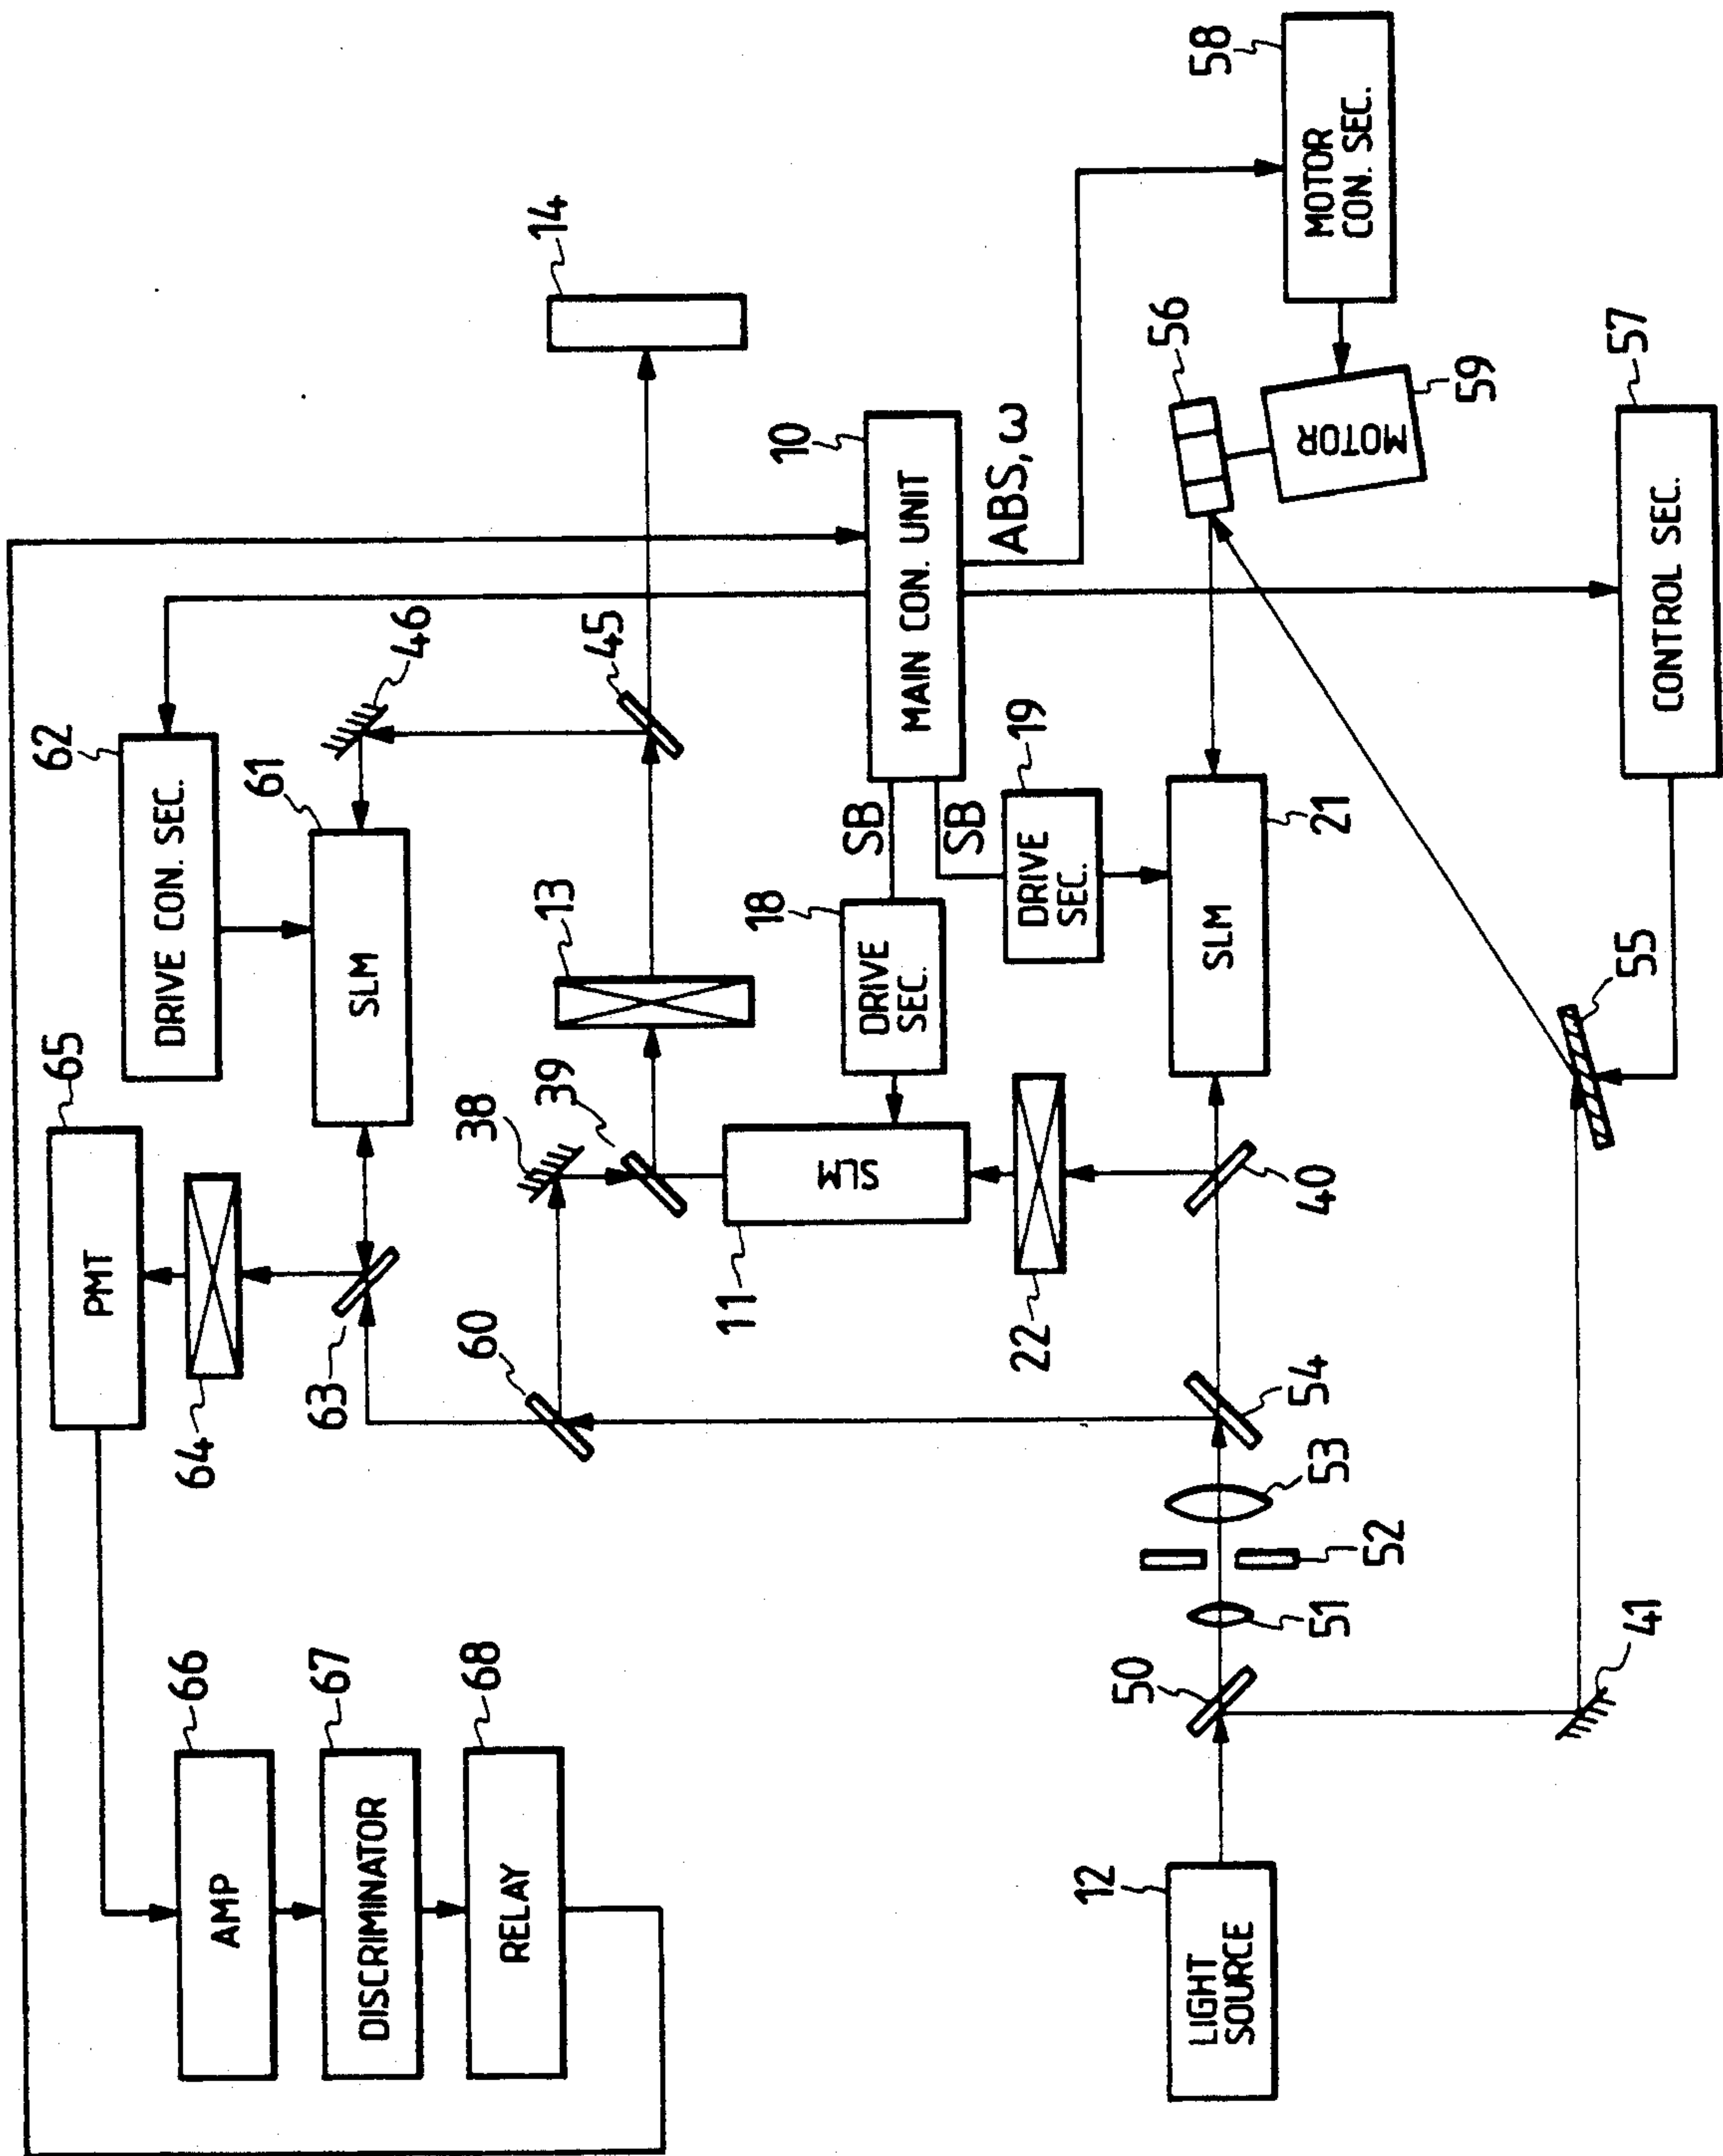 58
MOTOR
CON. SEC.
14
56
57
59
MOTOR
10
MAIN CON. UNIT
ABS, ω
CONTROL SEC.
46
45
62
DRIVE CON. SEC.
61
SLM
SB
SB
19
DRIVE
SEC.
21
SLM
13
18
DRIVE
SEC.
55
65
PMT
38
39
SLM
11
40
22
64
63
60
54
53
52
51
66
AMP
67
DISCRIMINATOR
68
RELAY
50
41
12
LIGHT
SOURCE